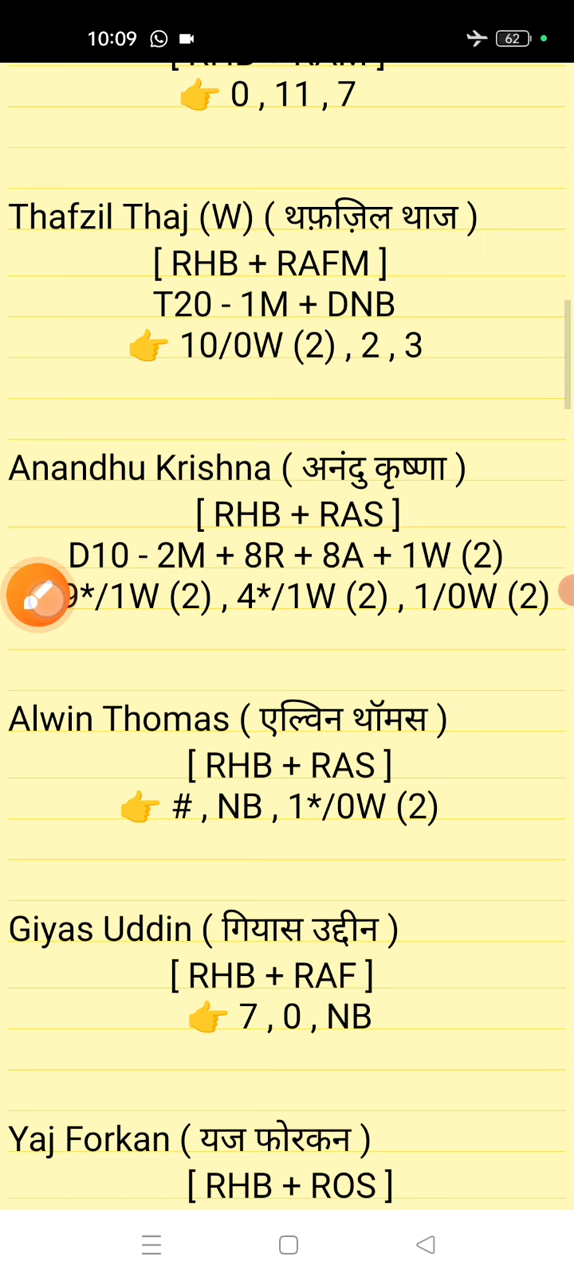 10:09
62
👉 0 , 11 , 7
Thafzil Thaj (W) ( थफ़ज़िल थाज )
[ RHB + RAFM ]
T20 - 1M + DNB
👉 10/0W (2) , 2 , 3
Anandhu Krishna ( अनंदु कृष्णा )
[ RHB + RAS ]
D10 - 2M + 8R + 8A + 1W (2)
9*/1W (2) , 4*/1W (2) , 1/0W (2)
Alwin Thomas ( एल्विन थॉमस )
[ RHB + RAS ]
👉 # , NB , 1*/0W (2)
Giyas Uddin ( गियास उद्दीन )
[ RHB + RAF ]
👉 7 , 0 , NB
Yaj Forkan ( यज फोरकन )
[ RHB + ROS ]